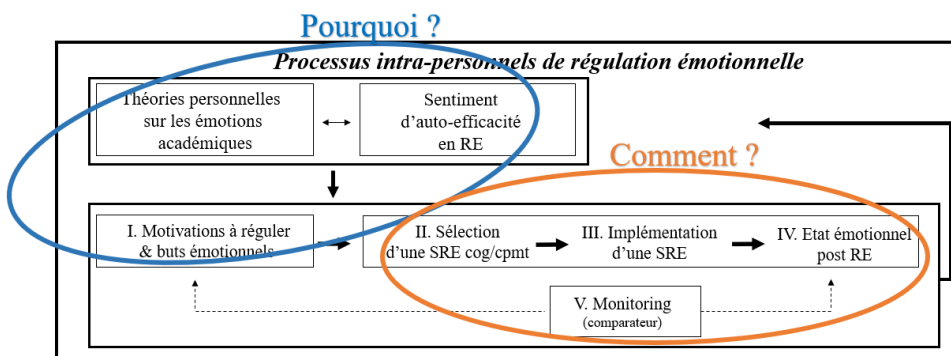 Pourquoi ?
Processus intra-personnels de régulation émotionnelle
Théories personnelles
sur les émotions
académiques
Sentiment
d'auto-efficacité
en RE
Comment ?
I. Motivations à réguler
& buts émotionnels
II. Sélection
d'une SRE cog/cpmt
III. Implémentation
d'une SRE
IV. Etat émotionnel
post RE
V. Monitoring
(comparateur)